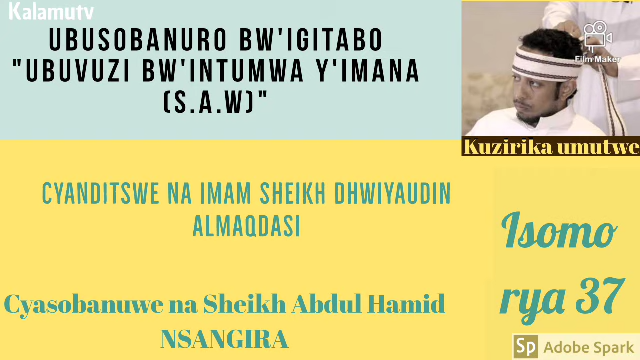 Kalamutv
UBUSOBANURO BW'IGITABO
"UBUVUZI BW'INTUMWA Y'IMANA
(S.A.W)"
Film Maker
Kuzirika umutwe
CYANDITSWE NA IMAM SHEIKH DHWIYAUDIN
ALMAQDASI
Isomo
rya 37
Cyasobanuwe na Sheikh Abdul Hamid
NSANGIRA
Sp Adobe Spark